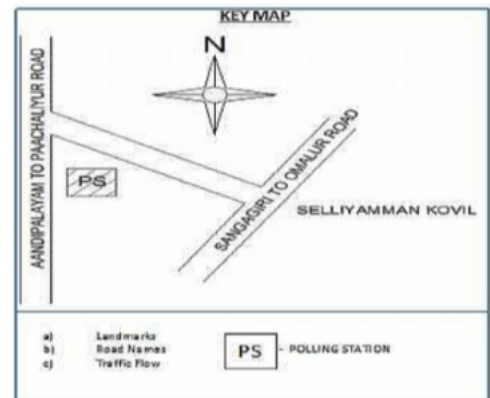 KEY MAP
N
AANDIPALAYAM TO PAACHALIYUR ROAD
PS
SANGAGIRI TO OMALUR ROAD
SELLIYAMMAN KOVIL
a) Landmarks
b) Road Names
c) Traffic Flow
PS - POLLING STATION